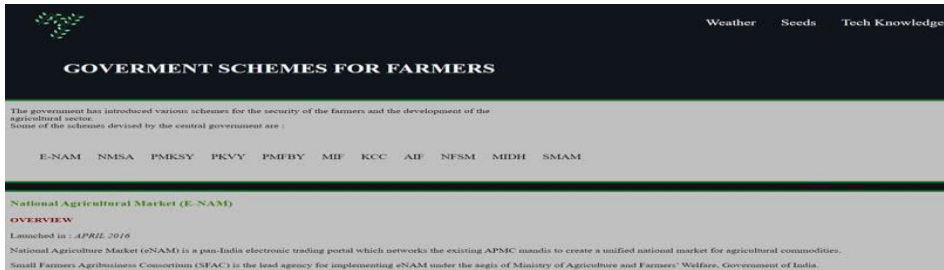 Weather Seeds Tech Knowledge
GOVERMENT SCHEMES FOR FARMERS
The government has introduced various schemes for the security of the farmers and the development of the
agricultural sector.
Some of the schemes devised by the central government are :
E-NAM NMSA PMKSY PKVY PMFBY MIF KCC AIF NFSM MIDH SMAM
National Agricultural Market (E-NAM)
OVERVIEW
Launched in : APRIL 2016
National Agriculture Market (eNAM) is a pan-India electronic trading portal which networks the existing APMC mandis to create a unified national market for agricultural commodities.
Small Farmers Agribusiness Consortium (SFAC) is the lead agency for implementing eNAM under the aegis of Ministry of Agriculture and Farmers' Welfare, Government of India.